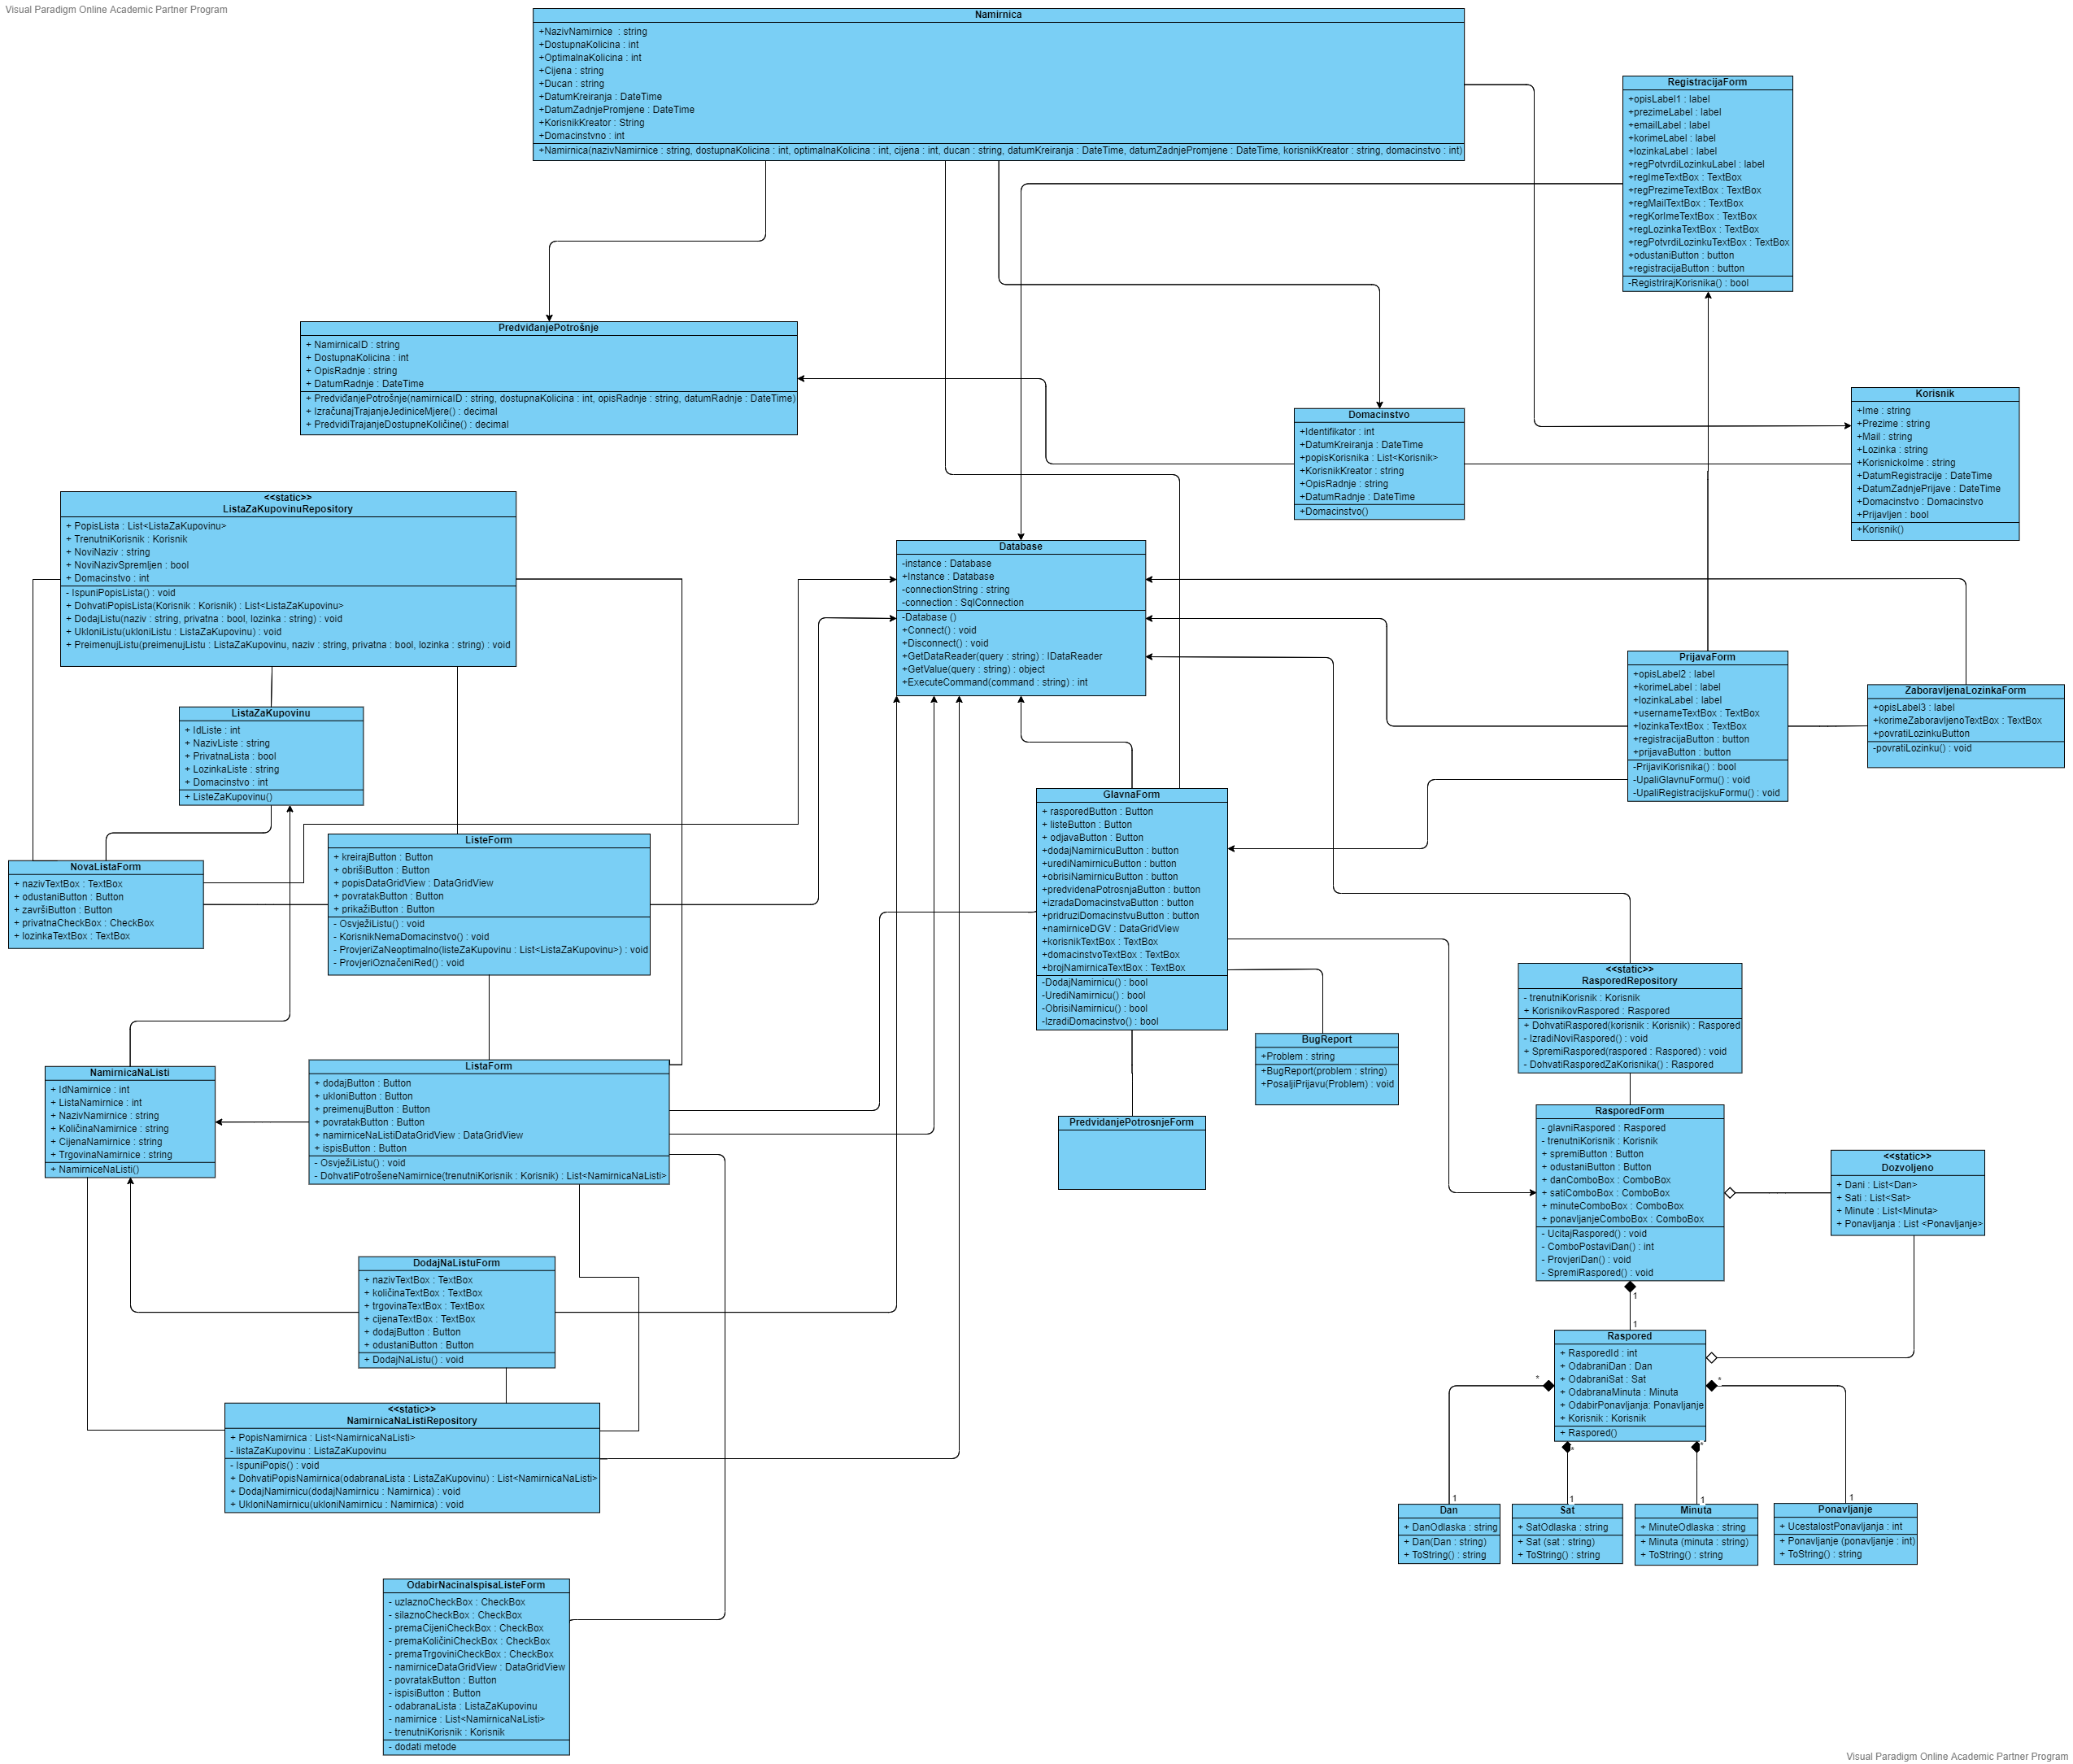 Visual Paradigm Online Academic Partner Program
Namirnica
+NazivNamirnice : string
+DostupnaKolicina : int
+OptimalnaKolicina : int
+Cijena : string
+Ducan : string
+DatumKreiranja : DateTime
+DatumZadnjePromjene : DateTime
+KorisnikKreator : String
+Domacinstvno : int
+Namirnica(nazivNamirnice : string, dostupnaKolicina : int, optimalnaKolicina : int, cijena : int, ducan : string, datumKreiranja : DateTime, datumZadnjePromjene : DateTime, korisnikKreator : string, domacinstvo : int)
RegistracijaForm
+opisLabel1 : label
+prezimeLabel : label
+emailLabel : label
+korimeLabel : label
+lozinkaLabel : label
+regPotvrdiLozinkuLabel : label
+regImeTextBox : TextBox
+regPrezimeTextBox : TextBox
+regMailTextBox : TextBox
+regKorImeTextBox : TextBox
+regLozinkaTextBox : TextBox
+regPotvrdiLozinkuTextBox : TextBox
+odustaniButton : button
+registracijaButton : button
-RegistrirajKorisnika() : bool
PredviđanjePotrošnje
+ NamirnicaID : string
+ DostupnaKolicina : int
+ OpisRadnje : string
+ DatumRadnje : DateTime
+ PredviđanjePotrošnje(namirnicaID : string, dostupnaKolicina : int, opisRadnje : string, datumRadnje : DateTime)
+ IzračunajTrajanjeJediniceMjere() : decimal
+ PredvidiTrajanjeDostupneKoličine() : decimal
Domacinstvo
+Identifikator : int
+DatumKreiranja : DateTime
+popisKorisnika : List<Korisnik>
+KorisnikKreator : string
+OpisRadnje : string
+DatumRadnje : DateTime
+Domacinstvo()
Korisnik
+Ime : string
+Prezime : string
+Mail : string
+Lozinka : string
+KorisnickoIme : string
+DatumRegistracije : DateTime
+DatumZadnjePrijave : DateTime
+Domacinstvo : Domacinstvo
+Prijavljen : bool
+Korisnik()
<<static>>
ListaZaKupovinuRepository
+ PopisLista : List<ListaZaKupovinu>
+ TrenutniKorisnik : Korisnik
+ NoviNaziv : string
+ NoviNazivSpremljen : bool
+ Domacinstvo : int
- IspuniPopisLista() : void
+ DohvatiPopisLista(Korisnik : Korisnik) : List<ListaZaKupovinu>
+ DodajListu(naziv : string, privatna : bool, lozinka : string) : void
+ UkloniListu(ukloniListu : ListaZaKupovinu) : void
+ PreimenujListu(preimenujListu : ListaZaKupovinu, naziv : string, privatna : bool, lozinka : string) : void
Database
-instance : Database
+Instance : Database
-connectionString : string
-connection : SqlConnection
-Database ()
+Connect() : void
+Disconnect() : void
+GetDataReader(query : string) : IDataReader
+GetValue(query : string) : object
+ExecuteCommand(command : string) : int
PrijavaForm
+opisLabel2 : label
+korimeLabel : label
+lozinkaLabel : label
+usernameTextBox : TextBox
+lozinkaTextBox : TextBox
+registracijaButton : button
+prijavaButton : button
-PrijaviKorisnika() : bool
-UpaliGlavnuFormu() : void
-UpaliRegistracijskuFormu() : void
ZaboravljenaLozinkaForm
+opisLabel3 : label
+korimeZaboravljenoTextBox : TextBox
+povratiLozinkuButton
-povratiLozinku() : void
ListaZaKupovinu
+ IdListe : int
+ NazivListe : string
+ PrivatnaLista : bool
+ LozinkaListe : string
+ Domacinstvo : int
+ ListeZaKupovinu()
GlavnaForm
+ rasporedButton : Button
+ listeButton : Button
+ odjavaButton : Button
+dodajNamirnicuButton : button
+urediNamirnicuButton : button
+obrisiNamirnicuButton : button
+predvidenaPotrosnjaButton : button
+izradaDomacinstvaButton : button
+pridruziDomacinstvuButton : button
+namirniceDGV : DataGridView
+korisnikTextBox : TextBox
+domacinstvoTextBox : TextBox
+brojNamirnicaTextBox : TextBox
-DodajNamirnicu() : bool
-UrediNamirnicu() : bool
-ObrisiNamirnicu() : bool
-IzradiDomacinstvo() : bool
ListeForm
+ kreirajButton : Button
+ obrišiButton : Button
+ popisDataGridView : DataGridView
+ povratakButton : Button
+ prikažiButton : Button
- OsvježiListu() : void
- KorisnikNemaDomacinstvo() : void
- ProvjeriZaNeoptimalno(listeZaKupovinu : List<ListaZaKupovinu>) : void
- ProvjeriOznačeniRed() : void
NovaListaForm
+ nazivTextBox : TextBox
+ odustaniButton : Button
+ završiButton : Button
+ privatnaCheckBox : CheckBox
+ lozinkaTextBox : TextBox
<<static>>
RasporedRepository
- trenutniKorisnik : Korisnik
+ KorisnikovRaspored : Raspored
+ DohvatiRaspored(korisnik : Korisnik) : Raspored
- IzradiNoviRaspored() : void
+ SpremiRaspored(raspored : Raspored) : void
- DohvatiRasporedZaKorisnika() : Raspored
BugReport
+Problem : string
+BugReport(problem : string)
+PosaljiPrijavu(Problem) : void
NamirnicaNaListi
+ IdNamirnice : int
+ ListaNamirnice : int
+ NazivNamirnice : string
+ KoličinaNamirnice : string
+ CijenaNamirnice : string
+ TrgovinaNamirnice : string
+ NamirniceNaListi()
ListaForm
+ dodajButton : Button
+ ukloniButton : Button
+ preimenujButton : Button
+ povratakButton : Button
+ namirniceNaListiDataGridView : DataGridView
+ ispisButton : Button
- OsvježiListu() : void
- DohvatiPotrošeneNamirnice(trenutniKorisnik : Korisnik) : List<NamirnicaNaListi>
PredvidanjePotrosnjeForm
RasporedForm
- glavniRaspored : Raspored
- trenutniKorisnik : Korisnik
+ spremiButton : Button
+ odustaniButton : Button
+ danComboBox : ComboBox
+ satiComboBox : ComboBox
+ minuteComboBox : ComboBox
+ ponavljanjeComboBox : ComboBox
- UcitajRaspored() : void
- ComboPostaviDan() : int
- ProvjeriDan() : void
- SpremiRaspored() : void
<<static>>
Dozvoljeno
+ Dani : List<Dan>
+ Sati : List<Sat>
+ Minute : List<Minuta>
+ Ponavljanja : List <Ponavljanje>
DodajNaListuForm
+ nazivTextBox : TextBox
+ količinaTextBox : TextBox
+ trgovinaTextBox : TextBox
+ cijenaTextBox : TextBox
+ dodajButton : Button
+ odustaniButton : Button
+ DodajNaListu() : void
1
1
Raspored
+ RasporedId : int
+ OdabraniDan : Dan
+ OdabraniSat : Sat
+ OdabranaMinuta : Minuta
+ OdabirPonavljanja: Ponavljanje
+ Korisnik : Korisnik
+ Raspored()
*
*
*
*
<<static>>
NamirnicaNaListiRepository
+ PopisNamirnica : List<NamirnicaNaListi>
- listaZaKupovinu : ListaZaKupovinu
- IspuniPopis() : void
+ DohvatiPopisNamirnica(odabranaLista : ListaZaKupovinu) : List<NamirnicaNaListi>
+ DodajNamirnicu(dodajNamirnicu : Namirnica) : void
+ UkloniNamirnicu(ukloniNamirnicu : Namirnica) : void
1
1
1
1
Dan
+ DanOdlaska : string
+ Dan(Dan : string)
+ ToString() : string
Sat
+ SatOdlaska : string
+ Sat (sat : string)
+ ToString() : string
Minuta
+ MinuteOdlaska : string
+ Minuta (minuta : string)
+ ToString() : string
Ponavljanje
+ UcestalostPonavljanja : int
+ Ponavljanje (ponavljanje : int)
+ ToString() : string
OdabirNacinaIspisaListeForm
- uzlaznoCheckBox : CheckBox
- silaznoCheckBox : CheckBox
- premaCijeniCheckBox : CheckBox
- premaKoličiniCheckBox : CheckBox
- premaTrgoviniCheckBox : CheckBox
- namirniceDataGridView : DataGridView
- povratakButton : Button
- ispisiButton : Button
- odabranaLista : ListaZaKupovinu
- namirnice : List<NamirnicaNaListi>
- trenutniKorisnik : Korisnik
- dodati metode
Visual Paradigm Online Academic Partner Program